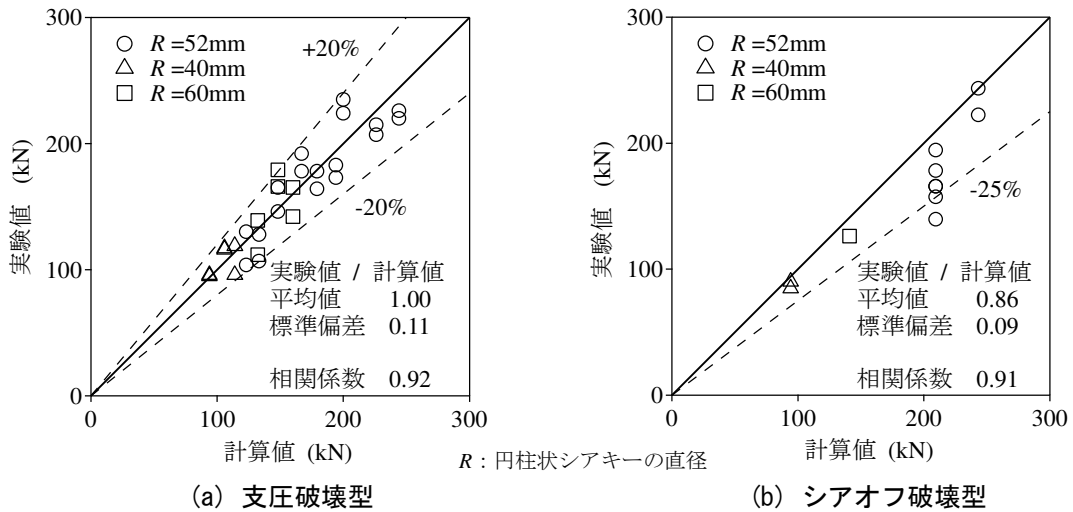 300
200
100
0
0
100
200
300
実験値 (kN)
計算値 (kN)
R =52mm
R =40mm
R =60mm
+20%
-20%
実験値 / 計算値
平均値 1.00
標準偏差 0.11
相関係数 0.92
(a) 支圧破壊型
300
200
100
0
0
100
200
300
実験値 (kN)
計算値 (kN)
R =52mm
R =40mm
R =60mm
-25%
実験値 / 計算値
平均値 0.86
標準偏差 0.09
相関係数 0.91
R : 円柱状シアキーの直径
(b) シアオフ破壊型